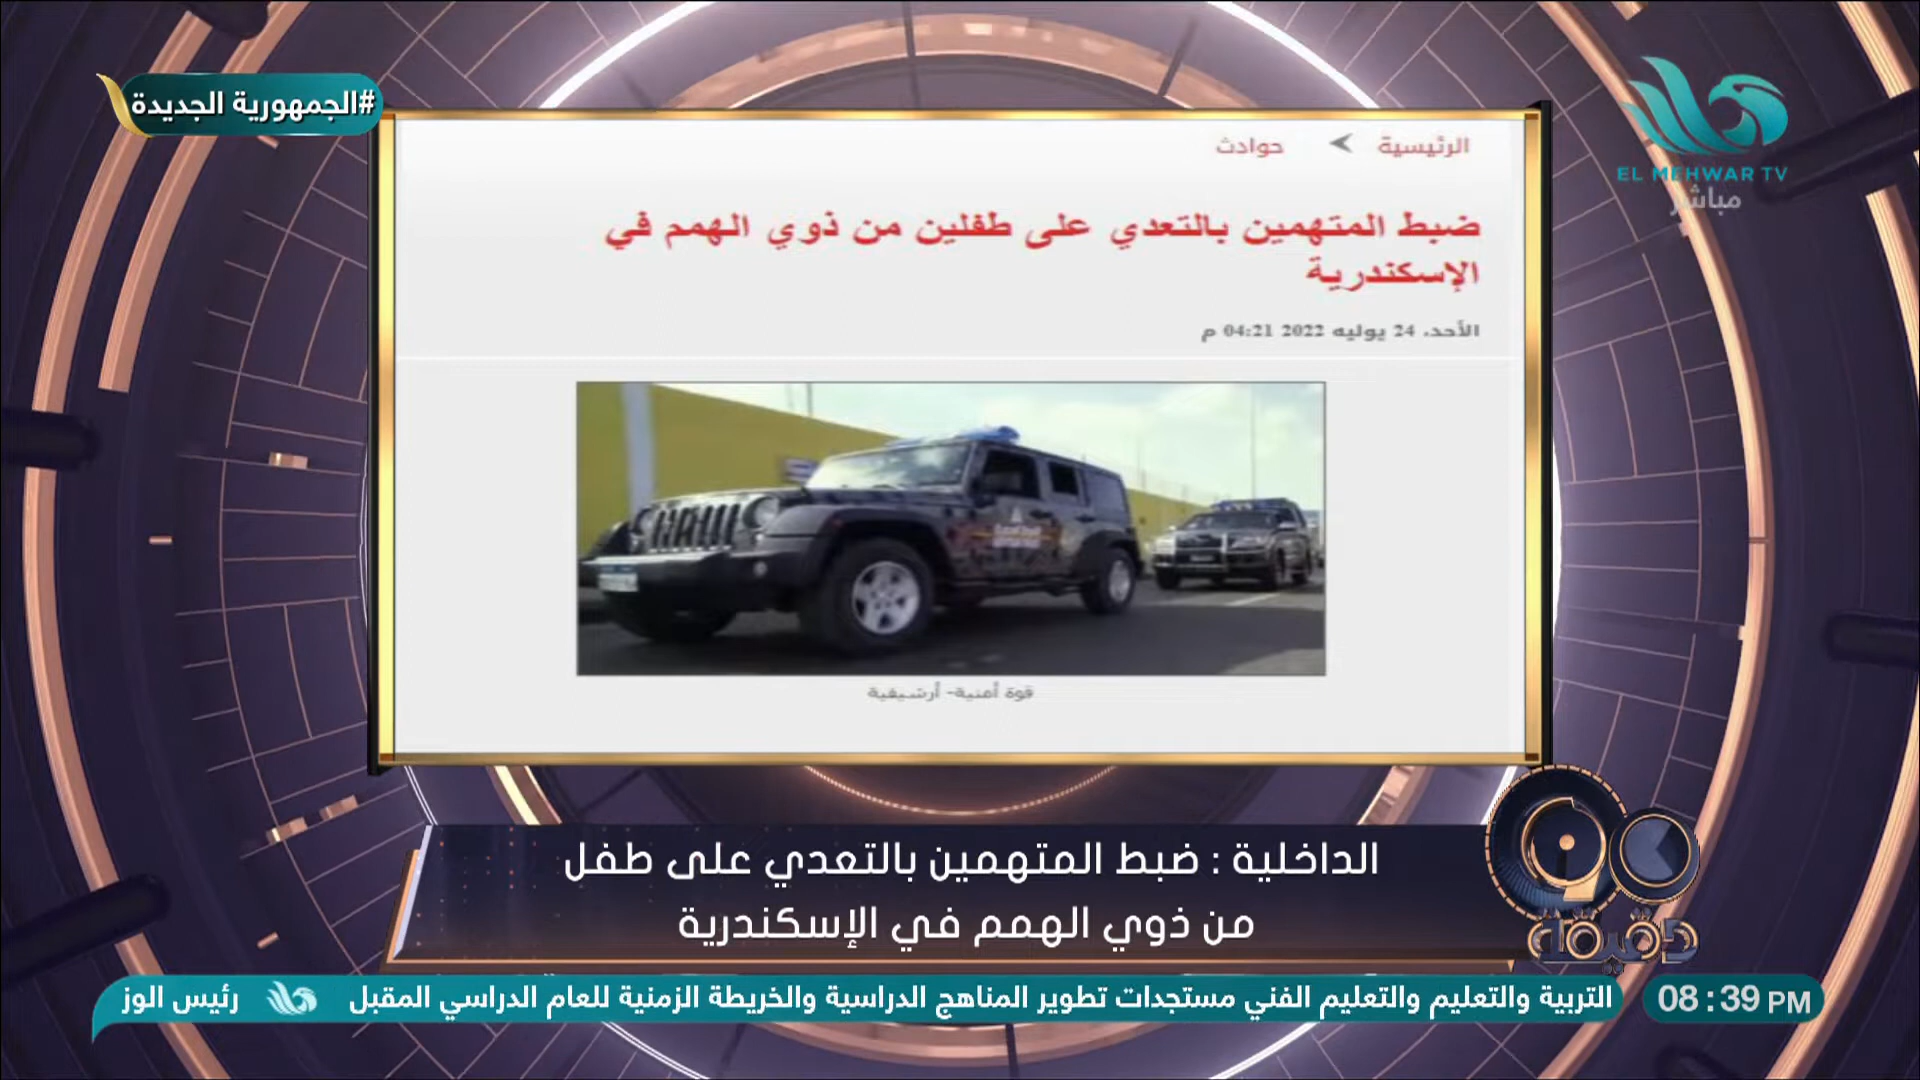 #الجمهورية الجديدة
EL MEHWAR TV
مباشر
الرئيسية ➤ حوادث
ضبط المتهمين بالتعدي على طفلين من ذوي الهمم في
الإسكندرية
الأحد، 24 يوليه 2022 04:21 م
قوة أمنية- أرشيفية
الداخلية : ضبط المتهمين بالتعدي على طفل
من ذوي الهمم في الإسكندرية
90
دقيقة
التربية والتعليم والتعليم الفني مستجدات تطوير المناهج الدراسية والخريطة الزمنية للعام الدراسي المقبل رئيس الوز
08:39 PM